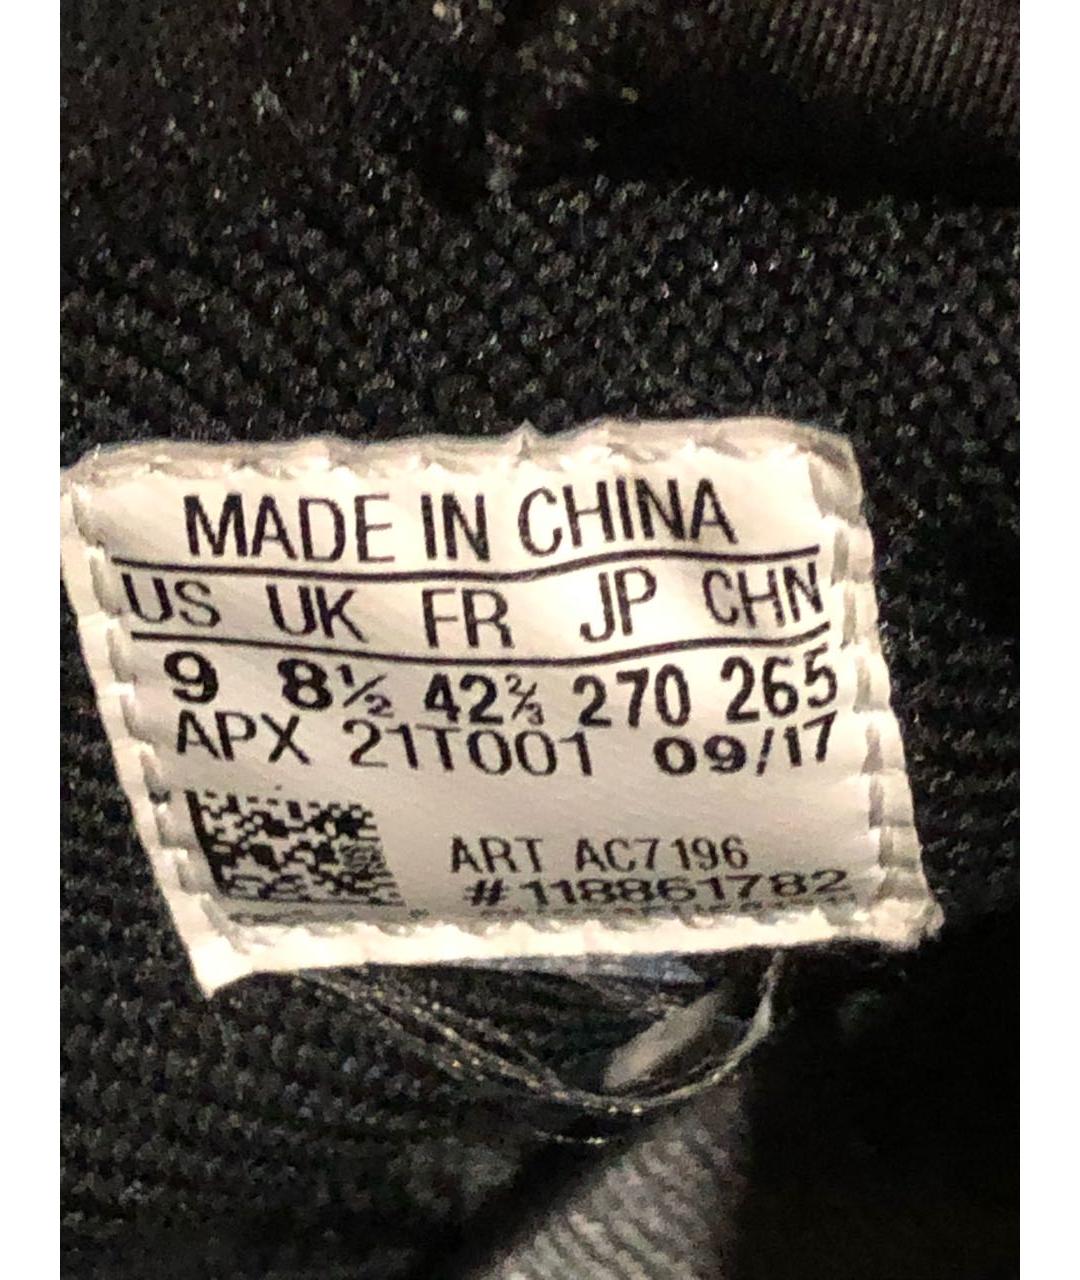 MADE IN CHINA
US UK FR JP CHN
9 8½ 42⅔ 270 265
APX 21T001 09/17
ART AC7196
#118861782